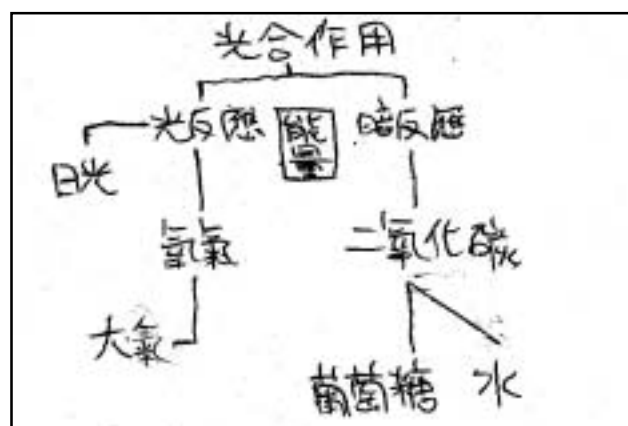 光合作用
光反應 能量 暗反應
日光
氧氣 二氧化碳
大氣
葡萄糖 水